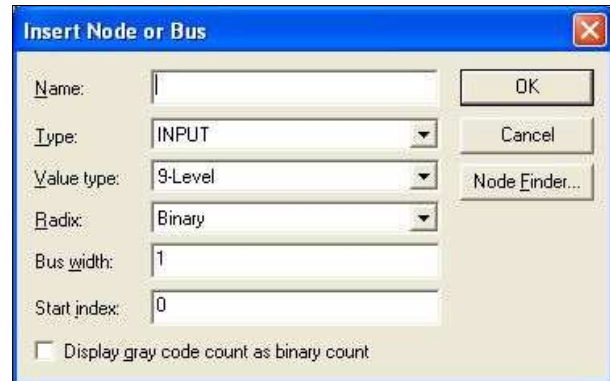 Insert Node or Bus
Name:
OK
Type: INPUT
Cancel
Value type: 9-Level
Node Finder...
Radix: Binary
Bus width: 1
Start index: 0
Display gray code count as binary count